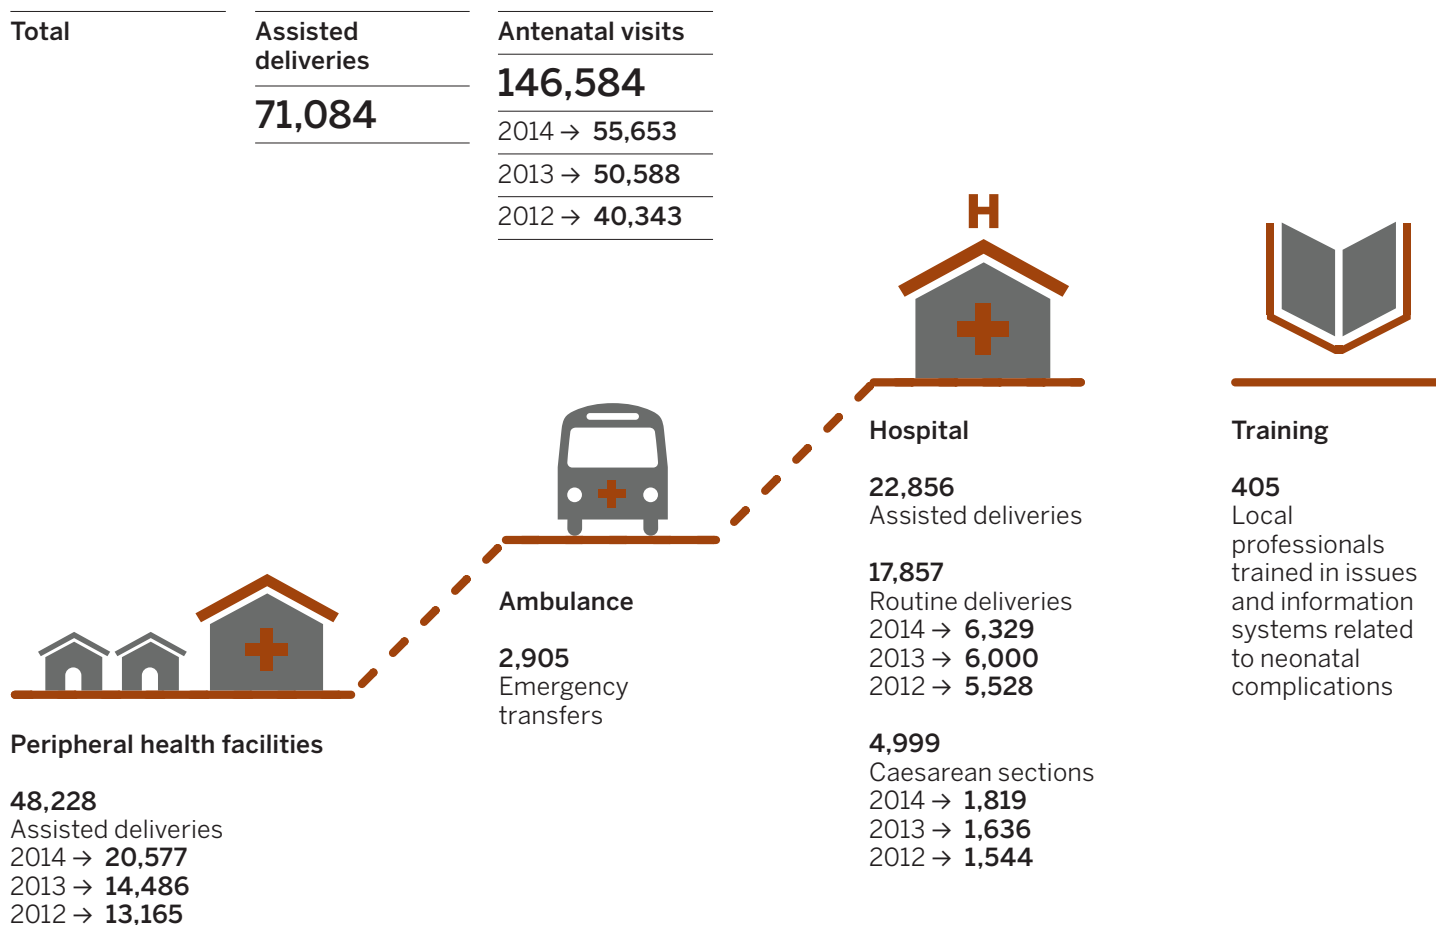 Total
Assisted
deliveries
71,084
Antenatal visits
146,584
2014 → 55,653
2013 → 50,588
2012 → 40,343
Peripheral health facilities
48,228
Assisted deliveries
2014 → 20,577
2013 → 14,486
2012 → 13,165
Ambulance
2,905
Emergency
transfers
H
Hospital
22,856
Assisted deliveries
17,857
Routine deliveries
2014 → 6,329
2013 → 6,000
2012 → 5,528
4,999
Caesarean sections
2014 → 1,819
2013 → 1,636
2012 → 1,544
Training
405
Local
professionals
trained in issues
and information
systems related
to neonatal
complications